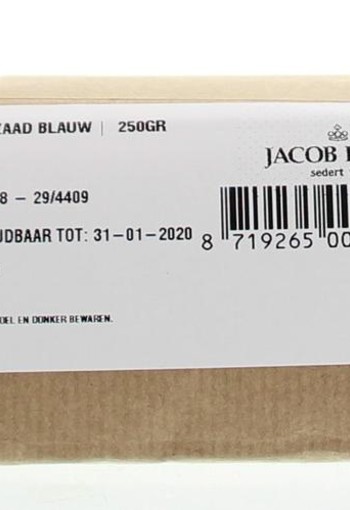 ZAAD BLAUW | 250GR
JACOB
sedert
8 – 29/4409
UDBAAR TOT: 31–01–2020
8 719265 00
DEL EN DONKER BEWAREN.